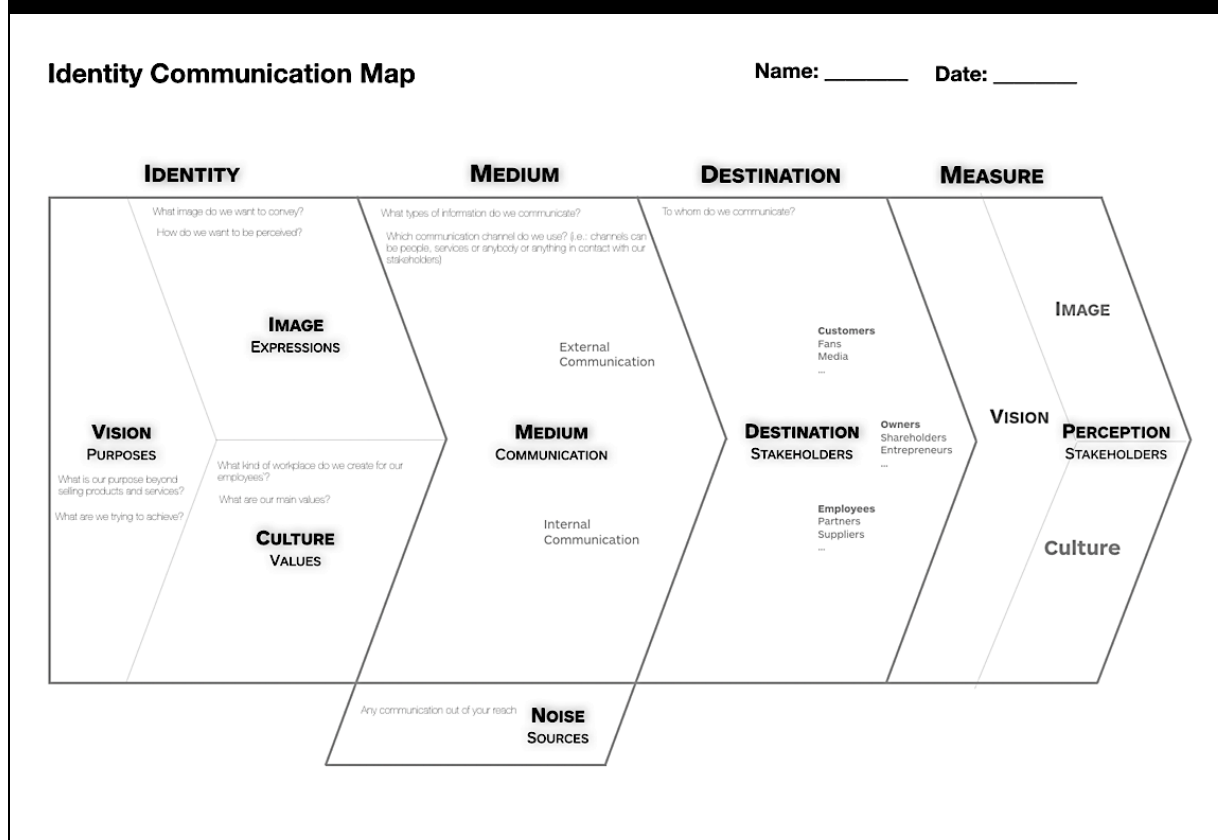 Identity Communication Map
Name: ________ Date: ________
IDENTITY
MEDIUM
DESTINATION
MEASURE
What image do we want to convey?
How do we want to be perceived?
IMAGE
EXPRESSIONS
VISION
PURPOSES
What is our purpose beyond
selling products and services?
What are we trying to achieve?
What kind of workplace do we create for our
employees'?
What are our main values?
CULTURE
VALUES
What types of information do we communicate?
Which communication channel do we use? (i.e.: channels can
be people, services or anybody or anything in contact with our
stakeholders)
External
Communication
MEDIUM
COMMUNICATION
Internal
Communication
Any communication out of your reach
NOISE
SOURCES
To whom do we communicate?
Customers
Fans
Media
...
DESTINATION
STAKEHOLDERS
Owners
Shareholders
Entrepreneurs
...
Employees
Partners
Suppliers
...
IMAGE
VISION
PERCEPTION
STAKEHOLDERS
Culture